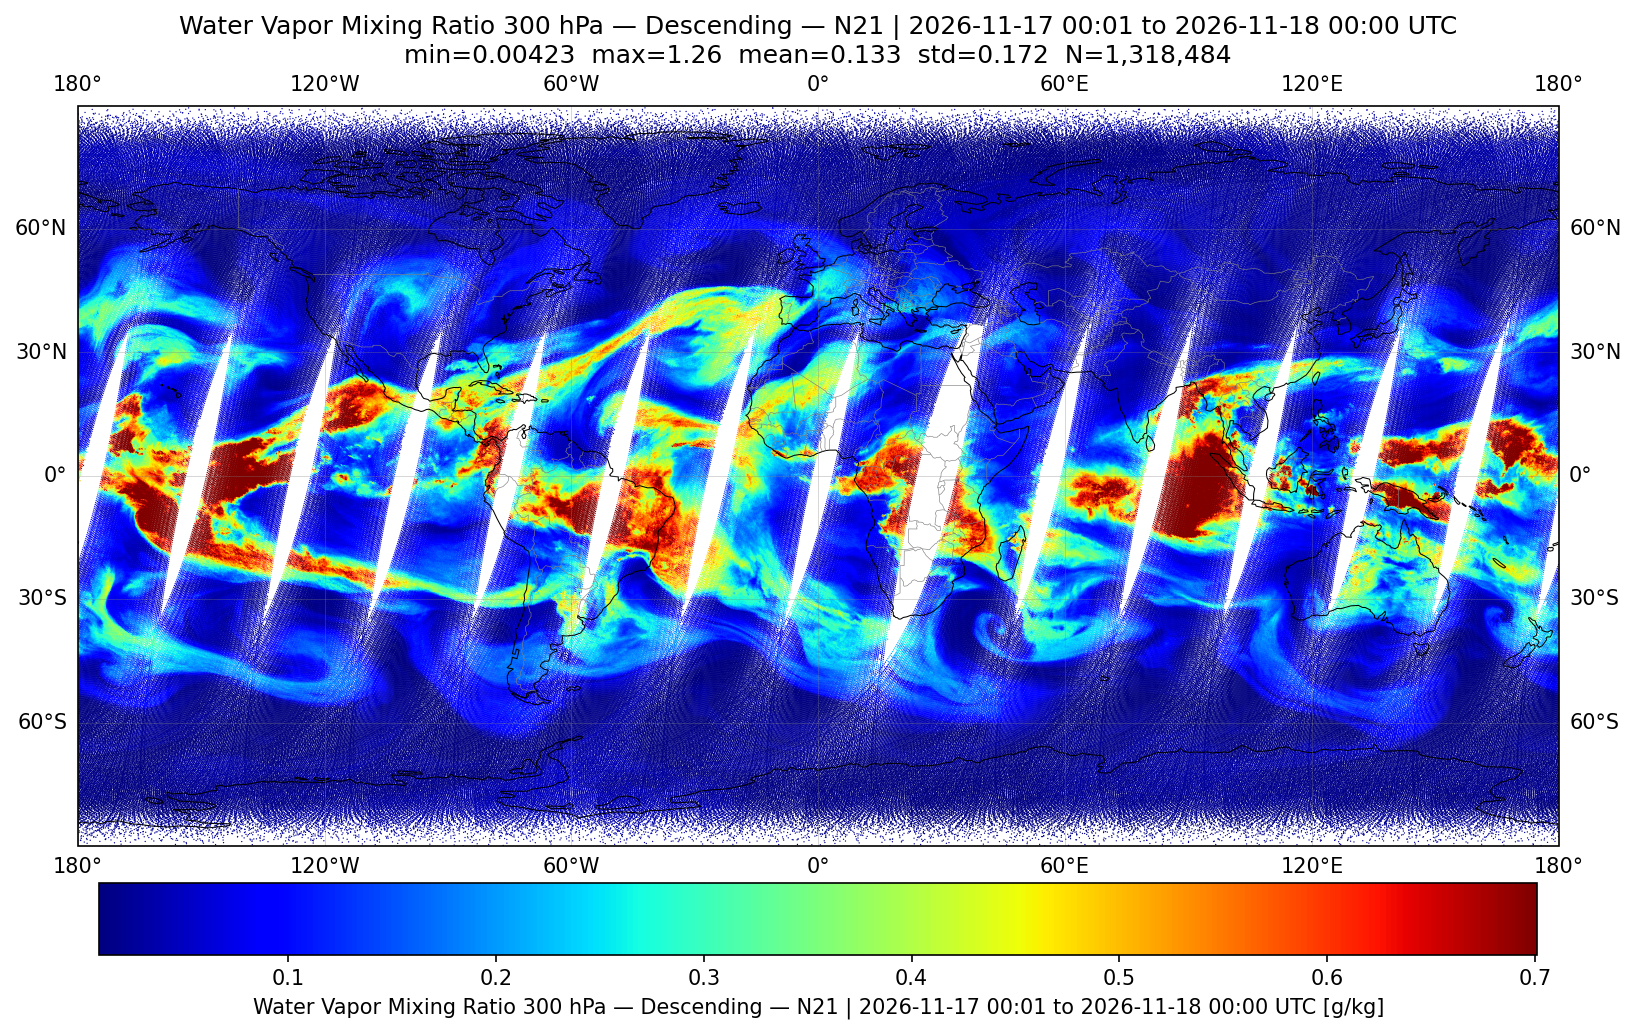 Water Vapor Mixing Ratio 300 hPa — Descending — N21 | 2026-11-17 00:01 to 2026-11-18 00:00 UTC
min=0.00423  max=1.26  mean=0.133  std=0.172  N=1,318,484
180° 120°W 60°W 0° 60°E 120°E 180°
60°N 60°N
30°N 30°N
0° 0°
30°S 30°S
60°S 60°S
180° 120°W 60°W 0° 60°E 120°E 180°
0.1 0.2 0.3 0.4 0.5 0.6 0.7
Water Vapor Mixing Ratio 300 hPa — Descending — N21 | 2026-11-17 00:01 to 2026-11-18 00:00 UTC [g/kg]